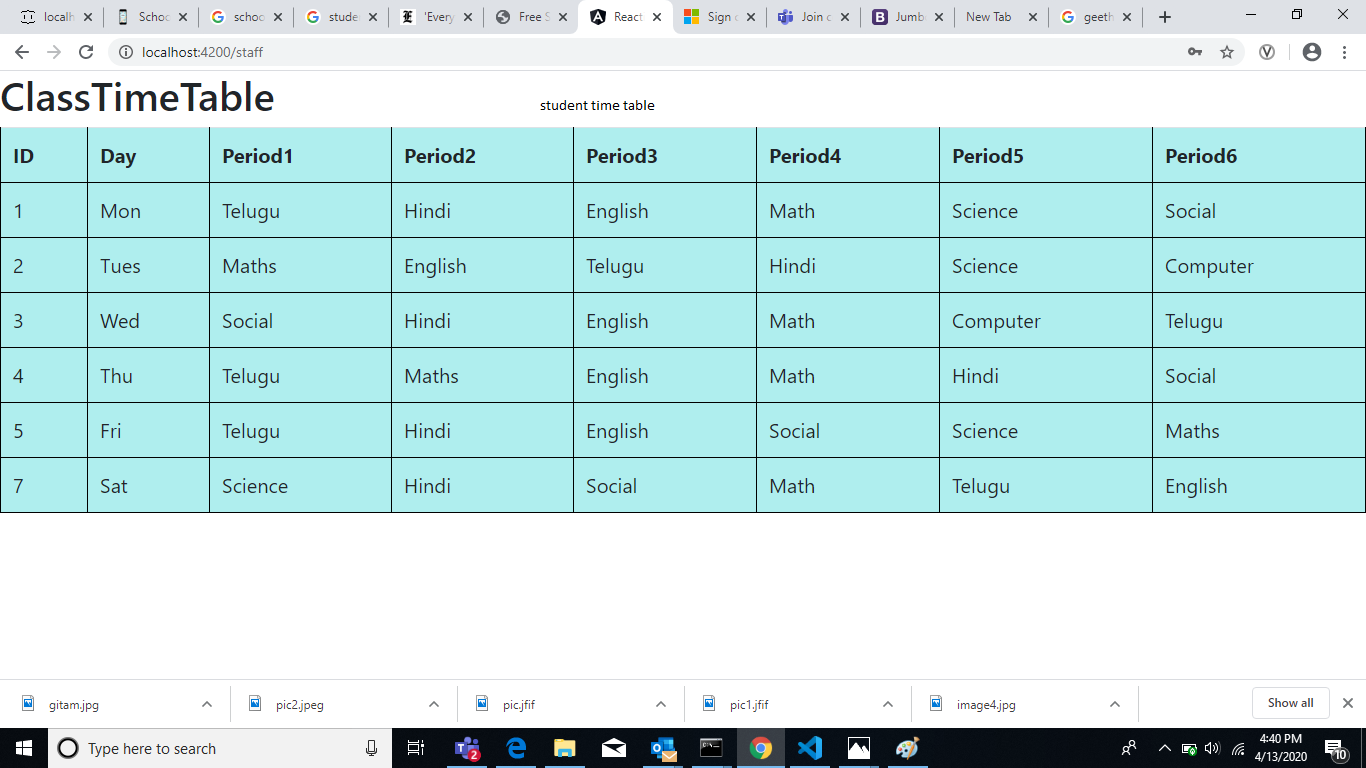 localh
Schoo
schoo
stude
'Every
Free S
React
Sign
Join c
Jumb
New Tab
geeth
localhost:4200/staff
ClassTimeTable
student time table
ID Day Period1 Period2 Period3 Period4 Period5 Period6
1 Mon Telugu Hindi English Math Science Social
2 Tues Maths English Telugu Hindi Science Computer
3 Wed Social Hindi English Math Computer Telugu
4 Thu Telugu Maths English Math Hindi Social
5 Fri Telugu Hindi English Social Science Maths
7 Sat Science Hindi Social Math Telugu English
gitam.jpg
pic2.jpeg
pic.jfif
pic1.jfif
image4.jpg
Show all
Type here to search
2
4:40 PM
4/13/2020
10